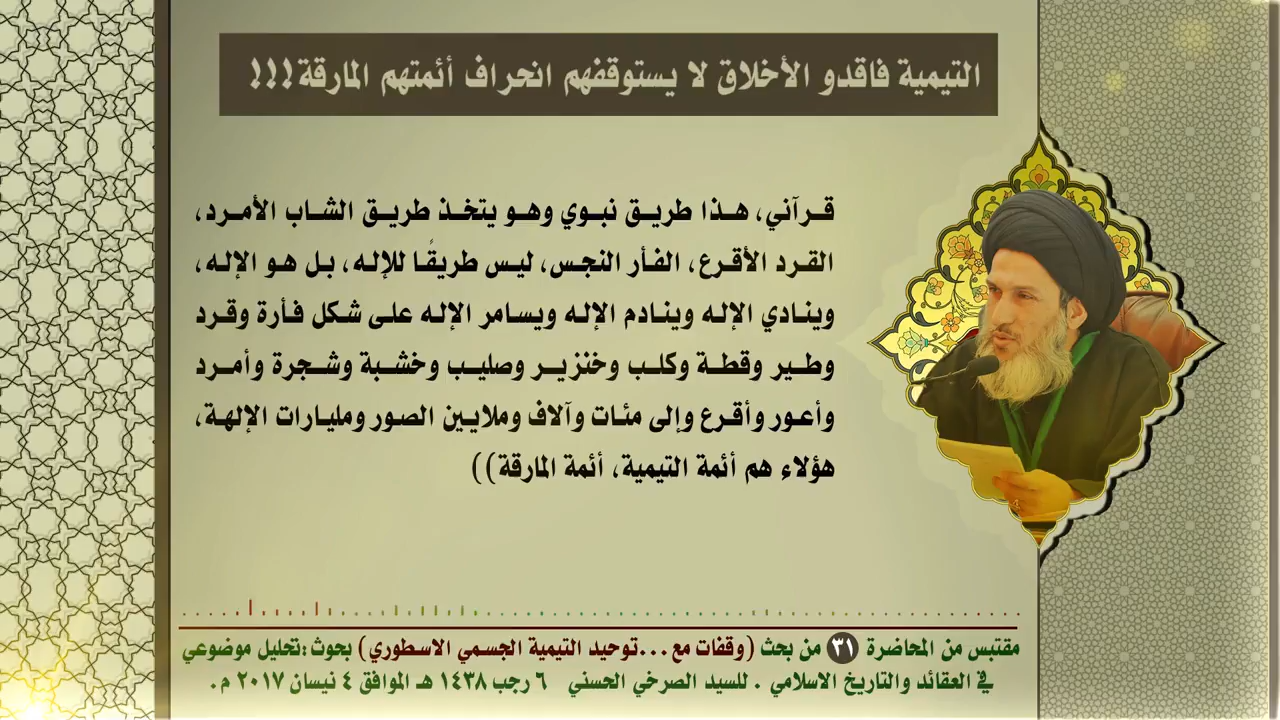 التيمية فاقدو الأخلاق لا يستوقفهم انحراف أئمتهم المارقة!!!
قرآني، هذا طريق نبوي وهو يتخذ طريق الشاب الأمرد،
القرد الأقرع، الفأر النجس، ليس طريقًا للإله، بل هو الإله،
وينادي الإله وينادم الإله ويسامر الإله على شكل فأرة وقرد
وطير وقطة وكلب وخنزير وصليب وخشبة وشجرة وأمرد
وأعور وأقرع وإلى مئات وآلاف وملايين الصور ومليارات الإلهة،
هؤلاء هم أئمة التيمية، أئمة المارقة))
مقتبس من المحاضرة ٣١ من بحث (وقفات مع...توحيد التيمية الجسمي الاسطوري) بحوث:تحليل موضوعي
في العقائد والتاريخ الاسلامي . للسيد الصرخي الحسني ٦ رجب ١٤٣٨ هـ الموافق ٤ نيسان ٢٠١٧ م.